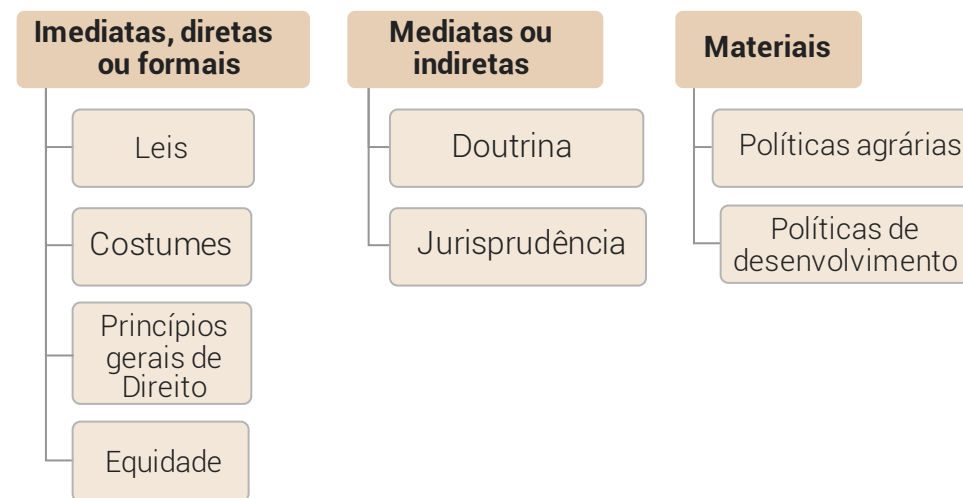 Imediatas, diretas
ou formais
Leis
Costumes
Princípios
gerais de
Direito
Equidade
Mediatas ou
indiretas
Doutrina
Jurisprudência
Materiais
Políticas agrárias
Políticas de
desenvolvimento